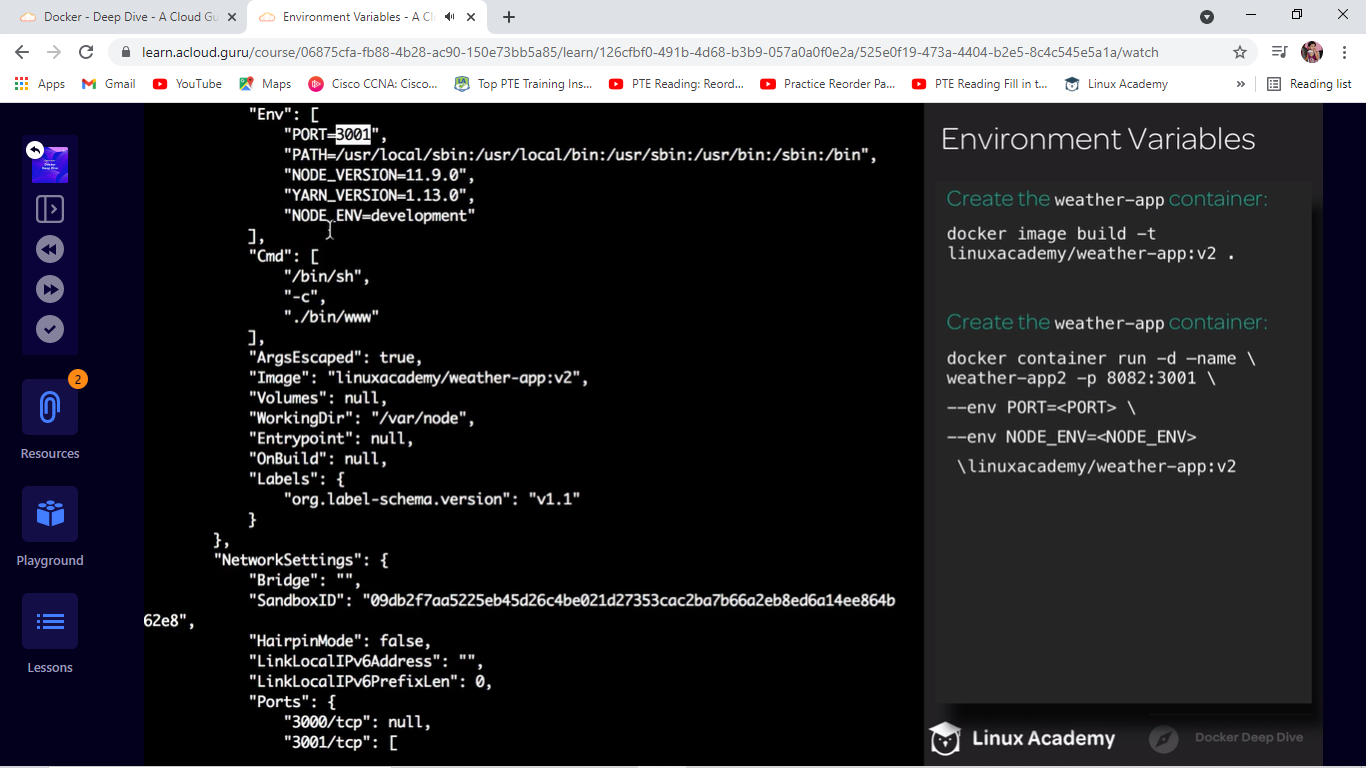 Docker - Deep Dive - A Cloud Gu
Environment Variables - A Cl
learn.acloud.guru/course/06875cfa-fb88-4b28-ac90-150e73bb5a85/learn/126cfbf0-491b-4d68-b3b9-057a0a0f0e2a/525e0f19-473a-4404-b2e5-8c4c545e5a1a/watch
Apps
Gmail
YouTube
Maps
Cisco CCNA: Cisco...
Top PTE Training Ins...
PTE Reading: Reord...
Practice Reorder Pa...
PTE Reading Fill in t...
Linux Academy
»
Reading list
2
Resources
Playground
Lessons
"Env": [
"PORT=3001",
"PATH=/usr/local/sbin:/usr/local/bin:/usr/sbin:/usr/bin:/sbin:/bin",
"NODE_VERSION=11.9.0",
"YARN_VERSION=1.13.0",
"NODE_ENV=development"
],
"Cmd": [
"/bin/sh",
"-c",
"./bin/www"
],
"ArgsEscaped": true,
"Image": "linuxacademy/weather-app:v2",
"Volumes": null,
"WorkingDir": "/var/node",
"Entrypoint": null,
"OnBuild": null,
"Labels": {
"org.label-schema.version": "v1.1"
}
},
"NetworkSettings": {
"Bridge": "",
"SandboxID": "09db2f7aa5225eb45d26c4be021d27353cac2ba7b66a2eb8ed6a14ee864b
62e8",
"HairpinMode": false,
"LinkLocalIPv6Address": "",
"LinkLocalIPv6PrefixLen": 0,
"Ports": {
"3000/tcp": null,
"3001/tcp": [
Environment Variables
Create the weather-app container:
docker image build -t
linuxacademy/weather-app:v2 .
Create the weather-app container:
docker container run -d -name \
weather-app2 -p 8082:3001 \
--env PORT=<PORT> \
--env NODE_ENV=<NODE_ENV>
\linuxacademy/weather-app:v2
Linux Academy
Docker Deep Dive